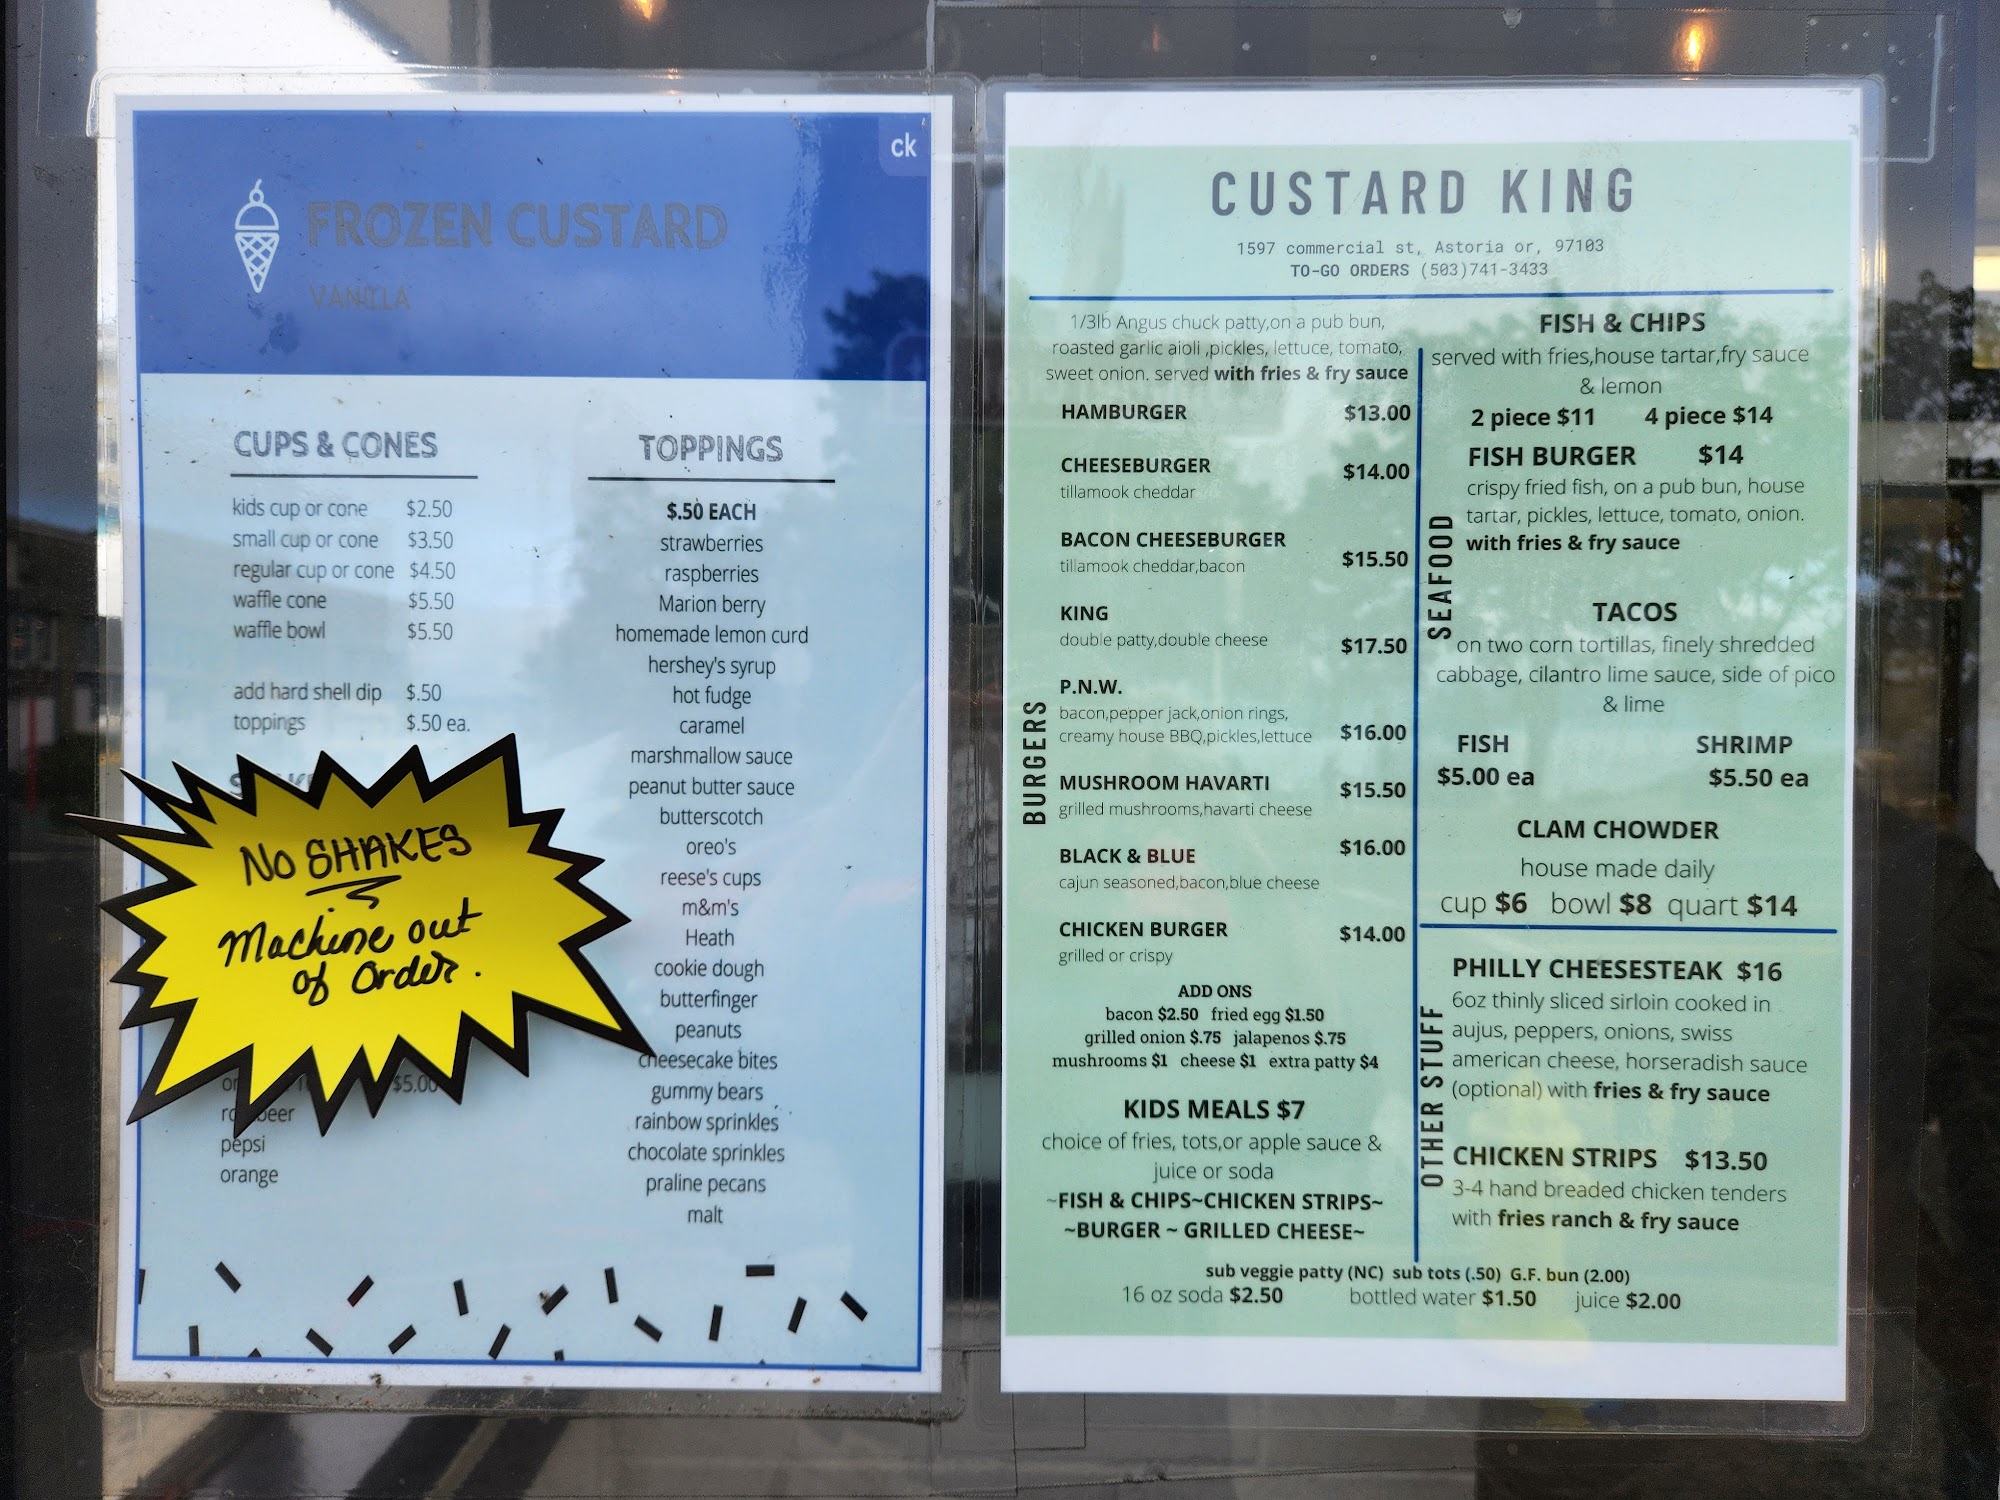 ck
FROZEN CUSTARD
VANILLA
CUPS & CONES
kids cup or cone $2.50
small cup or cone $3.50
regular cup or cone $4.50
waffle cone $5.50
waffle bowl $5.50
add hard shell dip $.50
toppings $.50 ea.
NO SHAKES
Machine out
of Order.
$5.00
pepsi
orange
TOPPINGS
$.50 EACH
strawberries
raspberries
Marion berry
homemade lemon curd
hershey's syrup
hot fudge
caramel
marshmallow sauce
peanut butter sauce
butterscotch
oreo's
reese's cups
m&m's
Heath
cookie dough
butterfinger
peanuts
cheesecake bites
gummy bears
rainbow sprinkles
chocolate sprinkles
praline pecans
malt
CUSTARD KING
1597 commercial st, Astoria or, 97103
TO-GO ORDERS (503)741-3433
BURGERS
1/3lb Angus chuck patty,on a pub bun,
roasted garlic aioli ,pickles, lettuce, tomato,
sweet onion. served with fries & fry sauce
HAMBURGER $13.00
CHEESEBURGER $14.00
tillamook cheddar
BACON CHEESEBURGER $15.50
tillamook cheddar,bacon
KING $17.50
double patty,double cheese
P.N.W. $16.00
bacon,pepper jack,onion rings,
creamy house BBQ,pickles,lettuce
MUSHROOM HAVARTI $15.50
grilled mushrooms,havarti cheese
BLACK & BLUE $16.00
cajun seasoned,bacon,blue cheese
CHICKEN BURGER $14.00
grilled or crispy
ADD ONS
bacon $2.50 fried egg $1.50
grilled onion $.75 jalapenos $.75
mushrooms $1 cheese $1 extra patty $4
KIDS MEALS $7
choice of fries, tots,or apple sauce &
juice or soda
~FISH & CHIPS~CHICKEN STRIPS~
~BURGER ~ GRILLED CHEESE~
SEAFOOD
FISH & CHIPS
served with fries,house tartar,fry sauce
& lemon
2 piece $11 4 piece $14
FISH BURGER $14
crispy fried fish, on a pub bun, house
tartar, pickles, lettuce, tomato, onion.
with fries & fry sauce
TACOS
on two corn tortillas, finely shredded
cabbage, cilantro lime sauce, side of pico
& lime
FISH SHRIMP
$5.00 ea $5.50 ea
CLAM CHOWDER
house made daily
cup $6 bowl $8 quart $14
OTHER STUFF
PHILLY CHEESESTEAK $16
6oz thinly sliced sirloin cooked in
aujus, peppers, onions, swiss
american cheese, horseradish sauce
(optional) with fries & fry sauce
CHICKEN STRIPS $13.50
3-4 hand breaded chicken tenders
with fries ranch & fry sauce
sub veggie patty (NC) sub tots (.50) G.F. bun (2.00)
16 oz soda $2.50 bottled water $1.50 juice $2.00